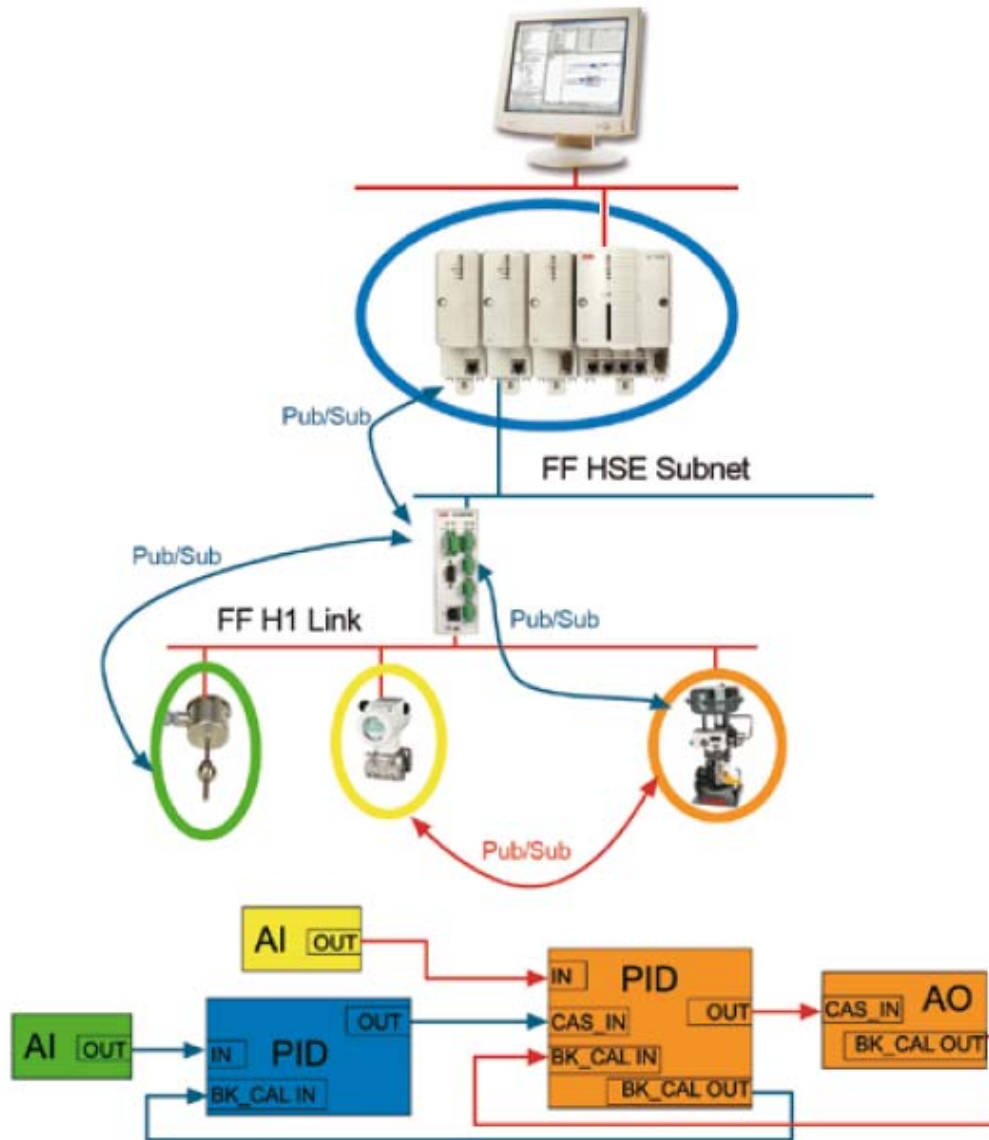 Pub/Sub
FF HSE Subnet
Pub/Sub
FF H1 Link
Pub/Sub
Pub/Sub
AI OUT
IN PID
CAS_IN OUT
BK_CAL IN
BK_CAL OUT
CAS_IN AO
BK_CAL OUT
AI OUT
OUT
IN PID
BK_CAL IN